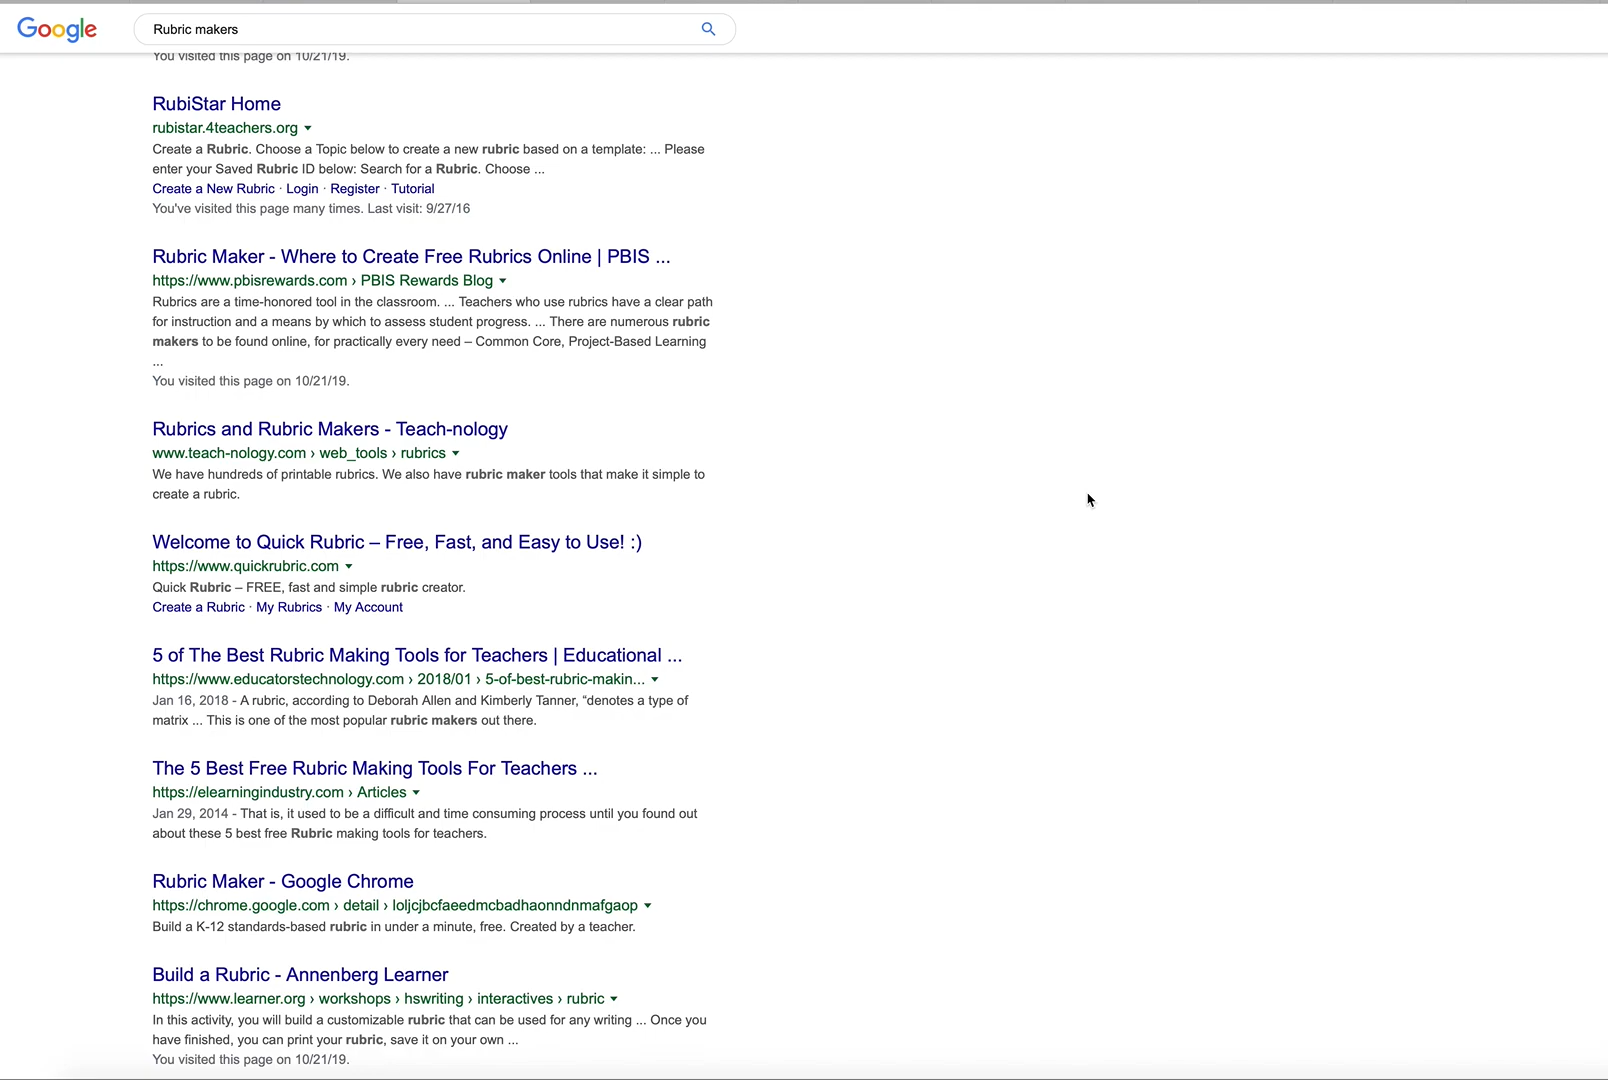 Google
Rubric makers
You visited this page on 10/21/19.
RubiStar Home
rubistar.4teachers.org
Create a Rubric. Choose a Topic below to create a new rubric based on a template: ... Please
enter your Saved Rubric ID below: Search for a Rubric. Choose ...
Create a New Rubric · Login · Register · Tutorial
You've visited this page many times. Last visit: 9/27/16
Rubric Maker - Where to Create Free Rubrics Online | PBIS ...
https://www.pbisrewards.com › PBIS Rewards Blog
Rubrics are a time-honored tool in the classroom. ... Teachers who use rubrics have a clear path
for instruction and a means by which to assess student progress. ... There are numerous rubric
makers to be found online, for practically every need – Common Core, Project-Based Learning
...
You visited this page on 10/21/19.
Rubrics and Rubric Makers - Teach-nology
www.teach-nology.com › web_tools › rubrics
We have hundreds of printable rubrics. We also have rubric maker tools that make it simple to
create a rubric.
Welcome to Quick Rubric – Free, Fast, and Easy to Use! :)
https://www.quickrubric.com
Quick Rubric – FREE, fast and simple rubric creator.
Create a Rubric · My Rubrics · My Account
5 of The Best Rubric Making Tools for Teachers | Educational ...
https://www.educatorstechnology.com › 2018/01 › 5-of-best-rubric-makin...
Jan 16, 2018 - A rubric, according to Deborah Allen and Kimberly Tanner, “denotes a type of
matrix ... This is one of the most popular rubric makers out there.
The 5 Best Free Rubric Making Tools For Teachers ...
https://elearningindustry.com › Articles
Jan 29, 2014 - That is, it used to be a difficult and time consuming process until you found out
about these 5 best free Rubric making tools for teachers.
Rubric Maker - Google Chrome
https://chrome.google.com › detail › loljcjbcfaeedmcbadhaonndnmafgaop
Build a K-12 standards-based rubric in under a minute, free. Created by a teacher.
Build a Rubric - Annenberg Learner
https://www.learner.org › workshops › hswriting › interactives › rubric
In this activity, you will build a customizable rubric that can be used for any writing ... Once you
have finished, you can print your rubric, save it on your own ...
You visited this page on 10/21/19.